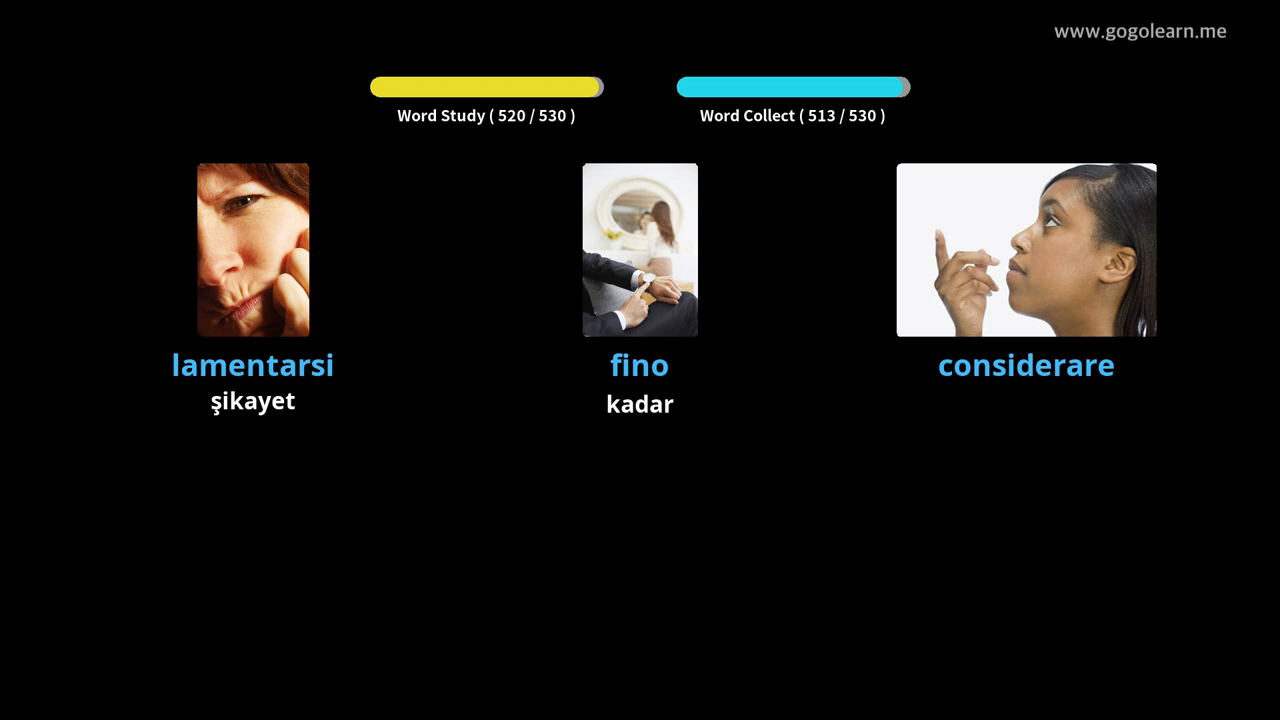 www.gogolearn.me
Word Study ( 520 / 530 )
Word Collect ( 513 / 530 )
lamentarsi
fino
considerare
şikayet
kadar